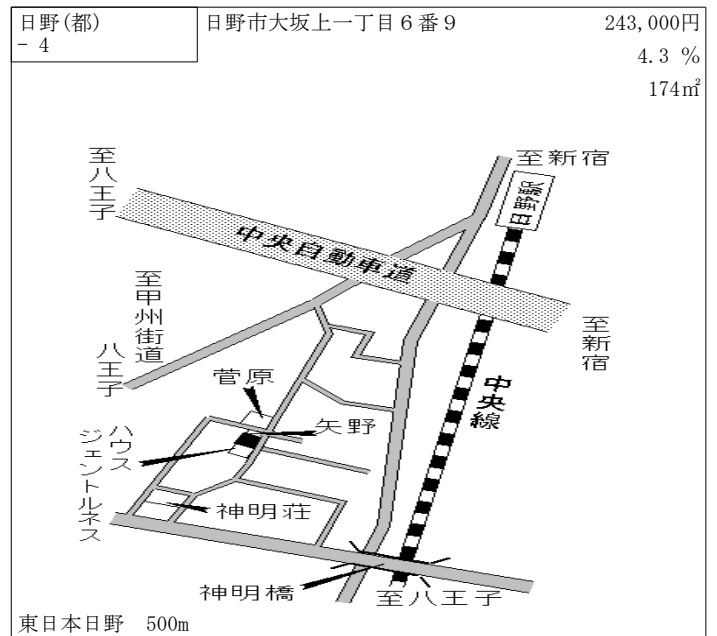 日野(都)
- 4
日野市大坂上一丁目６番９
243,000円
4.3 %
174㎡
至八王子
至新宿
日野駅
中央自動車道
至甲州街道
八王子
至新宿
菅原
中央線
矢野
ハウス
ジェントルネス
神明荘
神明橋
至八王子
東日本日野　500m